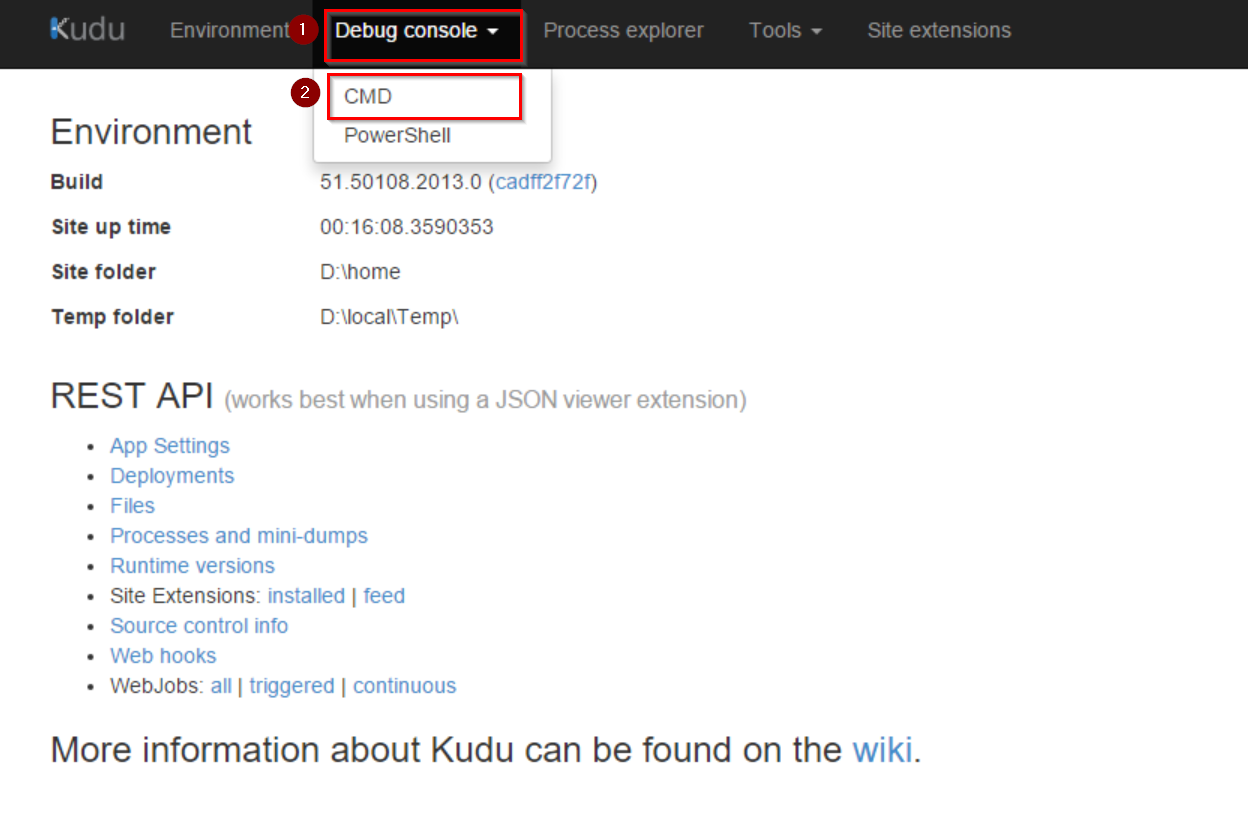 Kudu Environment 1 Debug console Process explorer Tools Site extensions
2 CMD
PowerShell
Environment
Build 51.50108.2013.0 (cadff2f72f)
Site up time 00:16:08.3590353
Site folder D:\home
Temp folder D:\local\Temp\
REST API (works best when using a JSON viewer extension)
• App Settings
• Deployments
• Files
• Processes and mini-dumps
• Runtime versions
• Site Extensions: installed | feed
• Source control info
• Web hooks
• WebJobs: all | triggered | continuous
More information about Kudu can be found on the wiki.